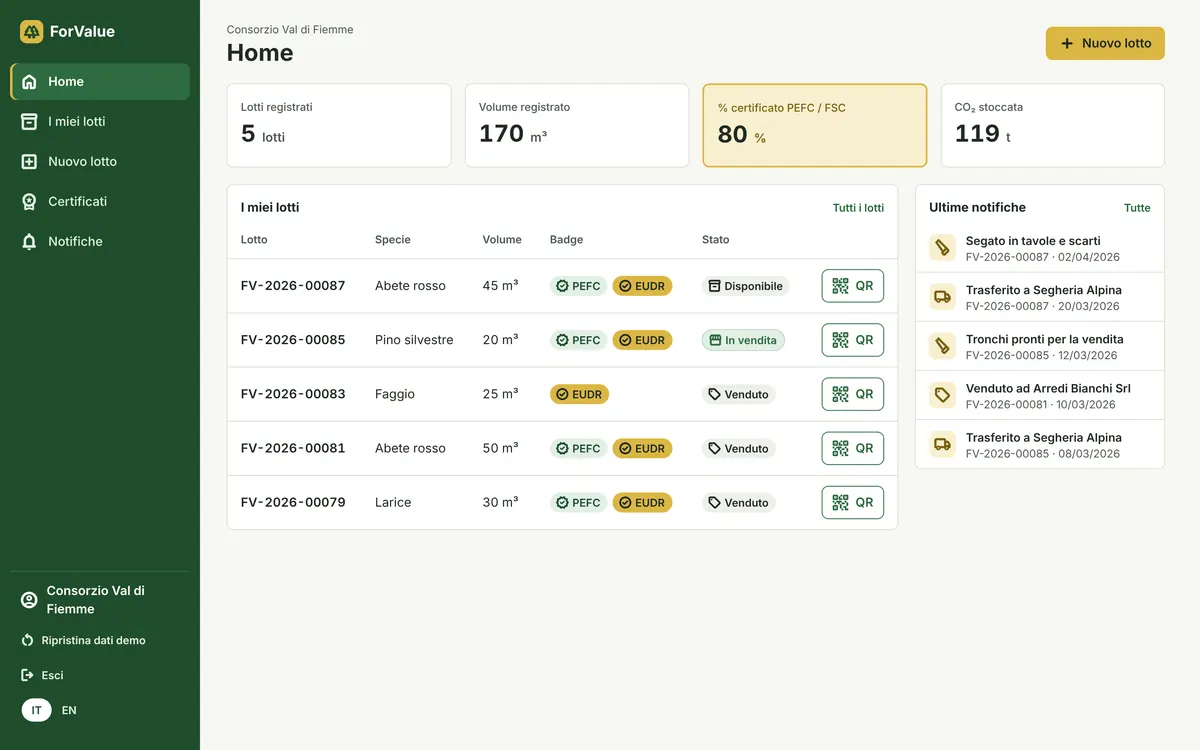 ForValue
Home
I miei lotti
Nuovo lotto
Certificati
Notifiche
Consorzio Val di
Fiemme
Ripristina dati demo
Esci
IT EN
Consorzio Val di Fiemme
Home
Nuovo lotto
Lotti registrati
5 lotti
Volume registrato
170 m³
% certificato PEFC / FSC
80 %
CO₂ stoccata
119 t
I miei lotti Tutti i lotti
Lotto Specie Volume Badge Stato
FV-2026-00087 Abete rosso 45 m³ PEFC EUDR Disponibile QR
FV-2026-00085 Pino silvestre 20 m³ PEFC EUDR In vendita QR
FV-2026-00083 Faggio 25 m³ EUDR Venduto QR
FV-2026-00081 Abete rosso 50 m³ PEFC EUDR Venduto QR
FV-2026-00079 Larice 30 m³ PEFC EUDR Venduto QR
Ultime notifiche Tutte
Segato in tavole e scarti
FV-2026-00087 · 02/04/2026
Trasferito a Segheria Alpina
FV-2026-00087 · 20/03/2026
Tronchi pronti per la vendita
FV-2026-00085 · 12/03/2026
Venduto ad Arredi Bianchi Srl
FV-2026-00081 · 10/03/2026
Trasferito a Segheria Alpina
FV-2026-00085 · 08/03/2026